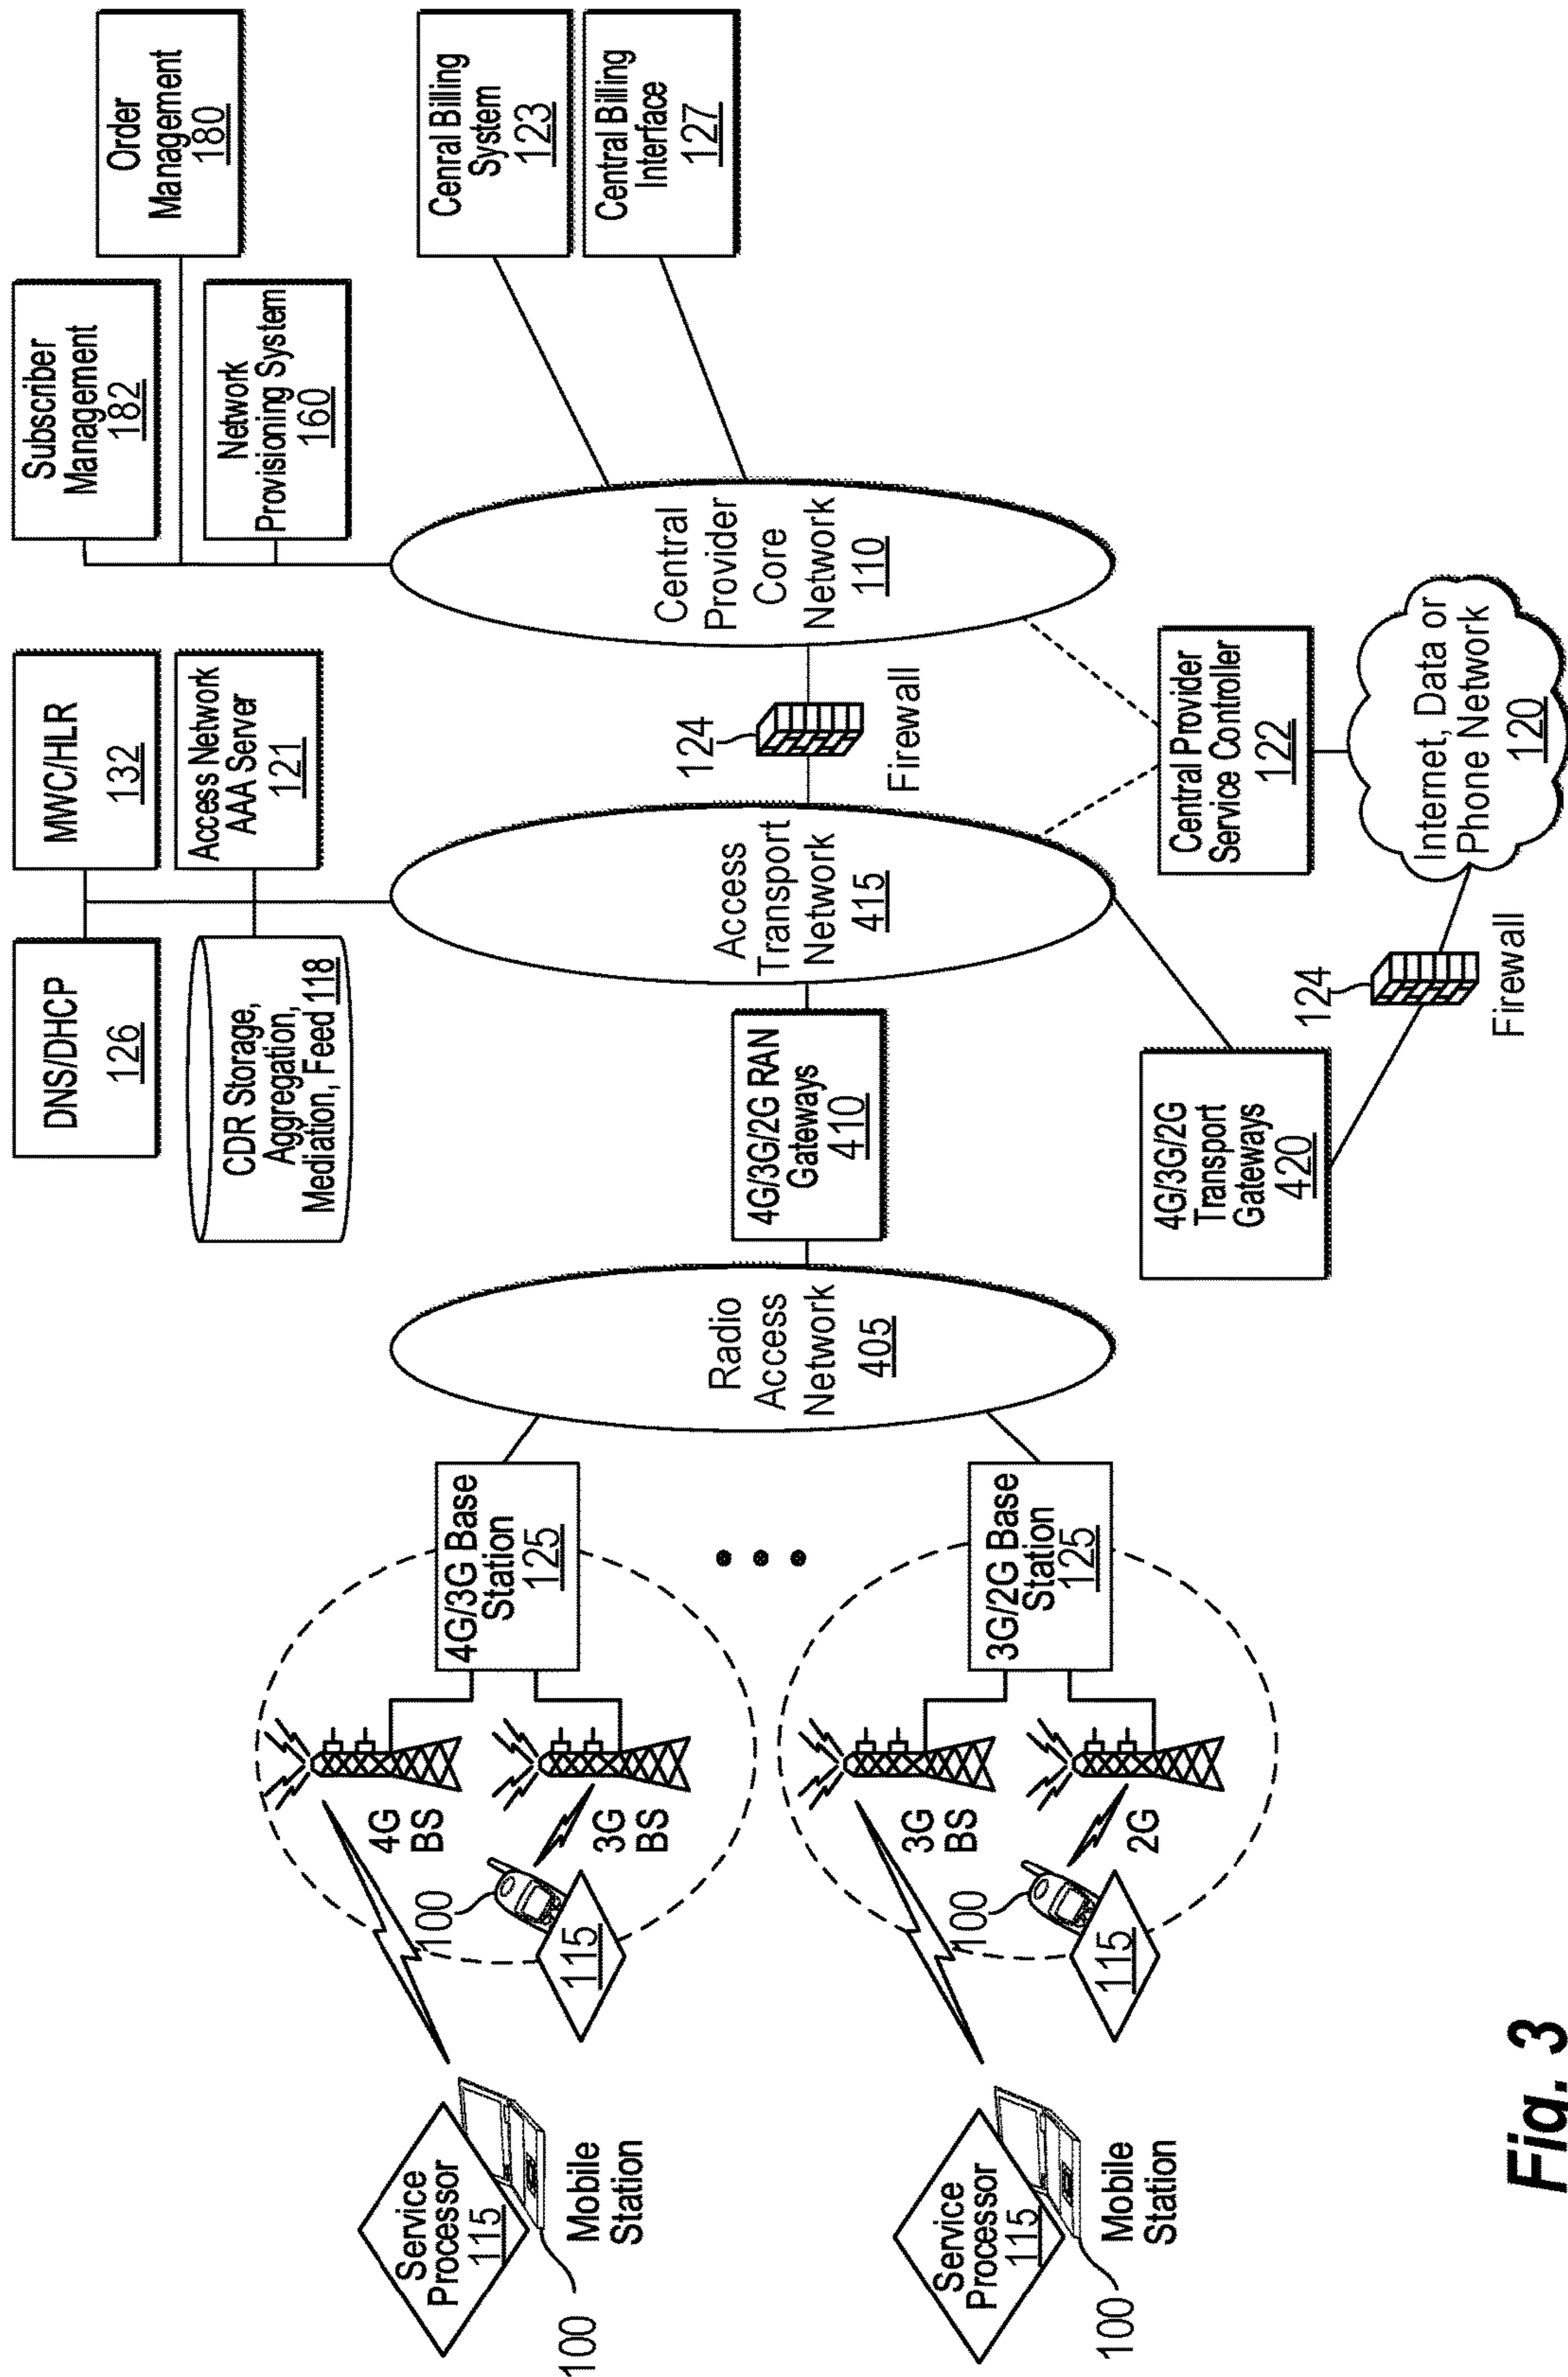 Subscriber
Management
182
Order
Management
180
Network
Provisioning System
160
DNS/DHCP
126
MWC/HLR
132
CDR Storage,
Aggregation,
Mediation, Feed 118
Access Network
AAA Server
121
Cenral Billing
System
123
Central Billing
Interface
127
Service
Processor
115
100
Mobile
Station
4G
BS
100
115
3G
BS
4G/3G Base
Station
125
Radio
Access
Network
405
4G/3G/2G RAN
Gateways
410
Access
Transport
Network
415
124
Firewall
Central
Provider
Core
Network
110
Service
Processor
115
100
Mobile
Station
3G
BS
100
115
2G
3G/2G Base
Station
125
4G/3G/2G
Transport
Gateways
420
Central Provider
Service Controller
122
124
Firewall
Internet, Data or
Phone Network
120
Fig. 3